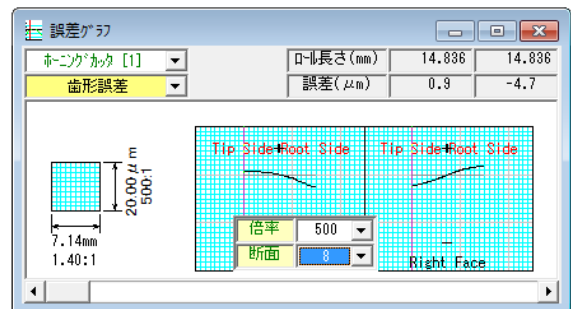 誤差グラフ
ホーニングカッタ [1]
ロール長さ(mm) 14.836 14.836
歯形誤差
誤差(μm) 0.9 -4.7
Tip Side Root Side Tip Side Root Side
20.00μm
500:1
7.14mm
1.40:1
倍率 500
断面 8
Right Face